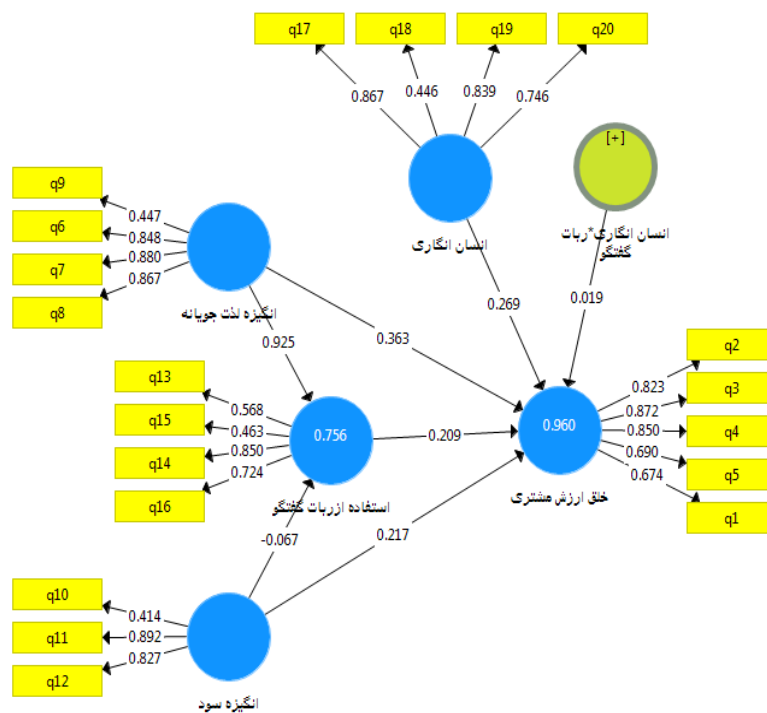 q17
q18
q19
q20
0.867
0.446
0.839
0.746
[+]
انسان انگاری
انسان انگاری*ربات
گفتگو
q9
q6
q7
q8
0.447
0.848
0.880
0.867
انگیزه لذت جویانه
0.269
0.019
0.925
0.363
q13
q15
q14
q16
0.568
0.463
0.850
0.724
0.756
استفاده ازربات گفتگو
0.209
0.960
خلق ارزش مشتری
q2
q3
q4
q5
q1
0.823
0.872
0.850
0.690
0.674
-0.067
0.217
q10
q11
q12
0.414
0.892
0.827
انگیزه سود